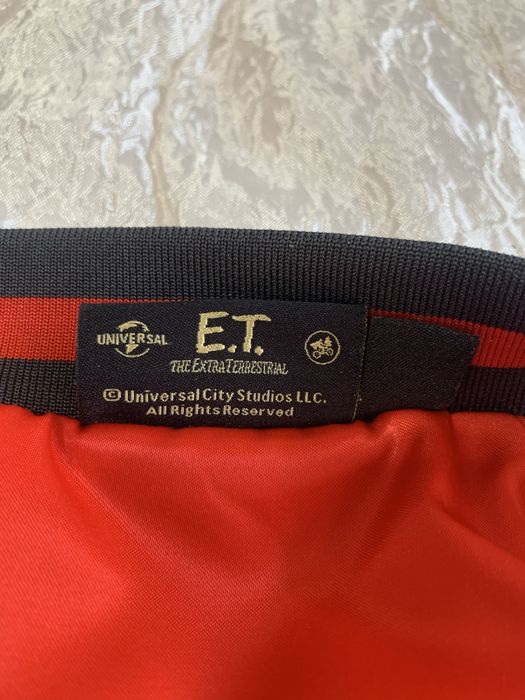 UNIVERSAL
E.T.
THE EXTRA TERRESTRIAL
©Universal City Studios LLC.
All Rights Reserved